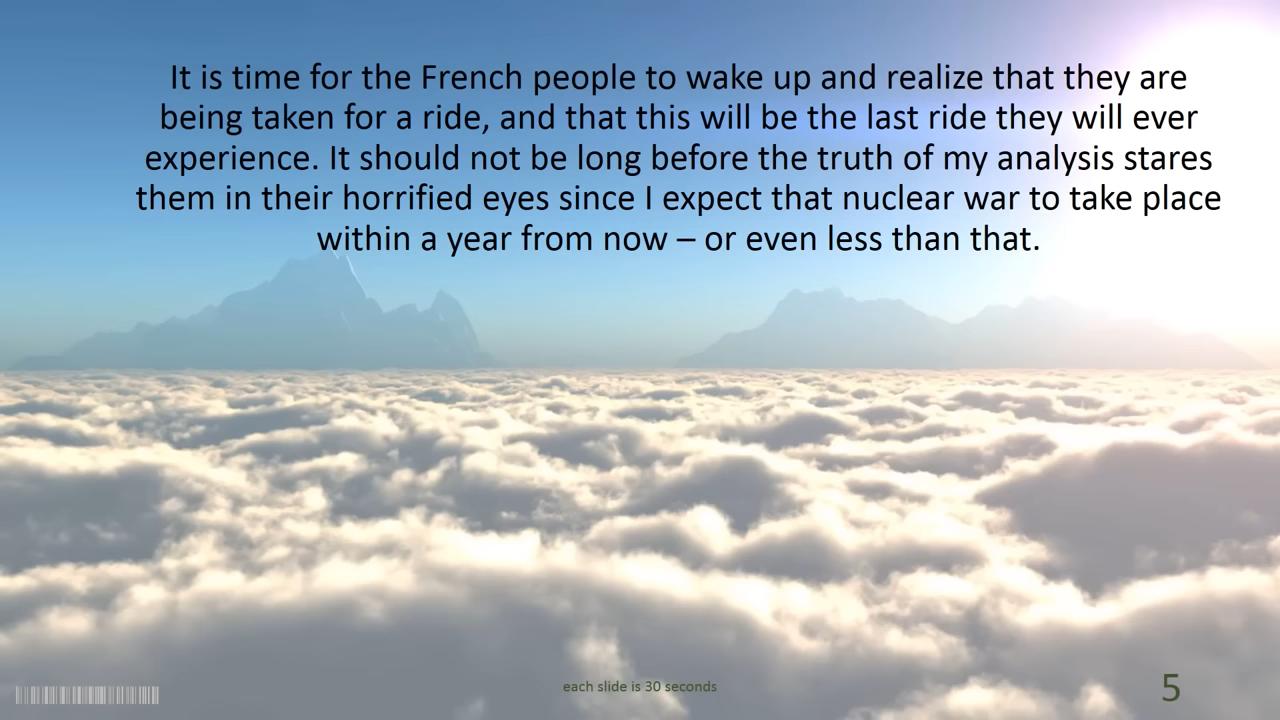 It is time for the French people to wake up and realize that they are
being taken for a ride, and that this will be the last ride they will ever
experience. It should not be long before the truth of my analysis stares
them in their horrified eyes since I expect that nuclear war to take place
within a year from now – or even less than that.
each slide is 30 seconds
5